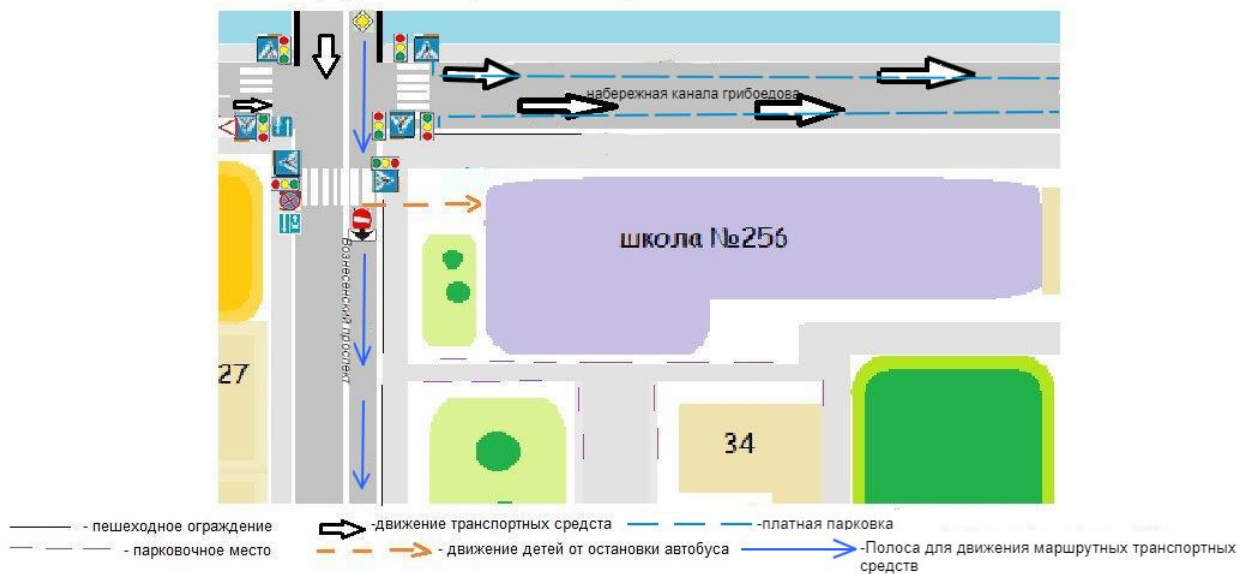 набережная канала грибоедова
школа №256
Вознесенский проспект
27
34
- пешеходное ограждение
-движение транспортных средста
-платная парковка
- парковочное место
- движение детей от остановки автобуса
-Полоса для движения маршрутных транспортных
средств